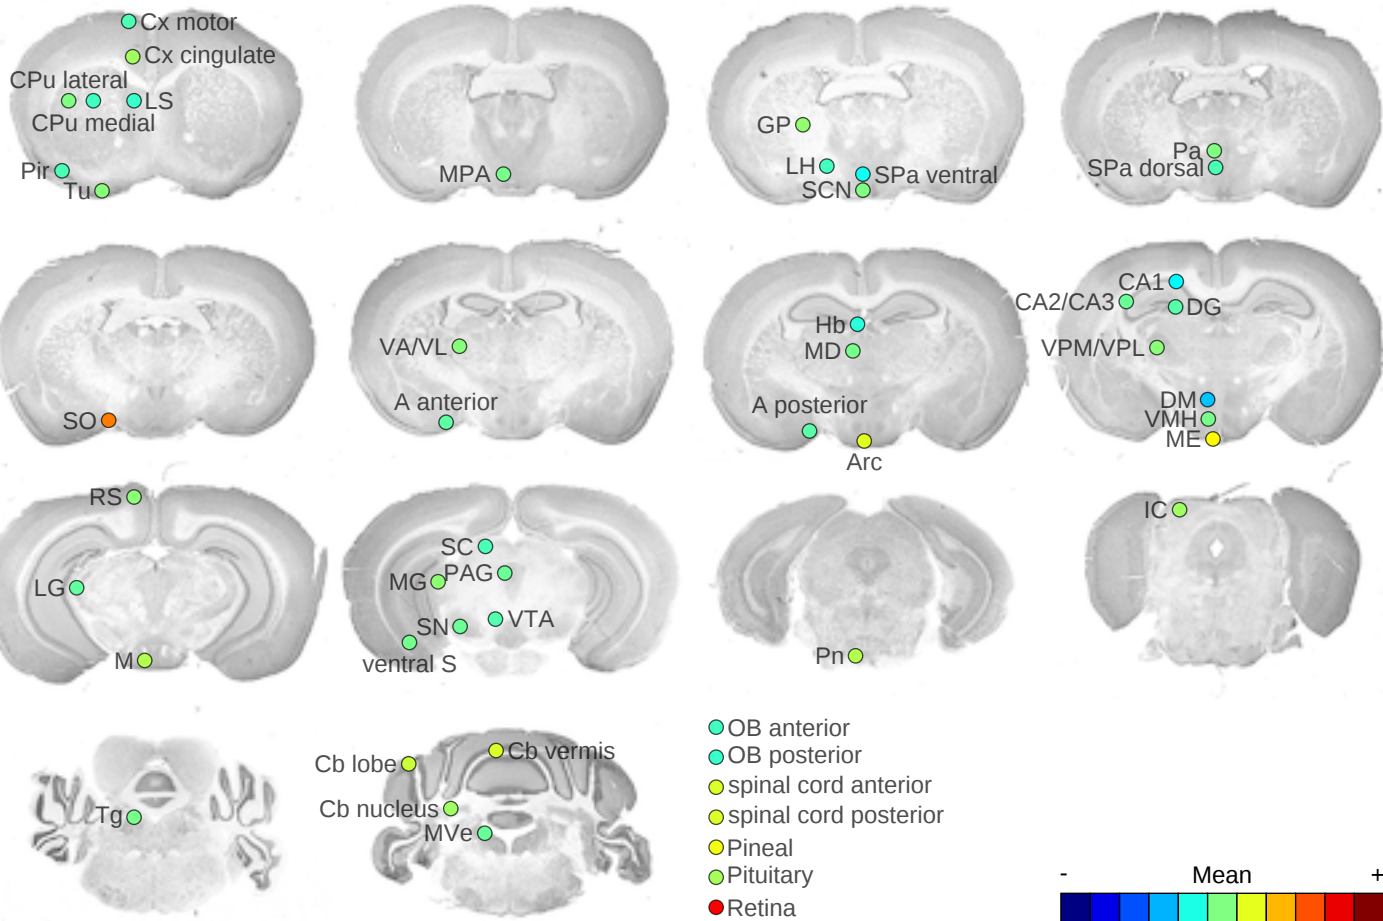 Cx motor
Cx cingulate
CPu lateral
LS
CPu medial
Pir
Tu
MPA
GP
LH
SPa ventral
SCN
Pa
SPa dorsal
SO
VA/VL
A anterior
Hb
MD
A posterior
Arc
CA1
CA2/CA3
DG
VPM/VPL
DM
VMH
ME
RS
LG
M
SC
MG
PAG
SN
VTA
ventral S
Pn
IC
Tg
Cb lobe
Cb vermis
Cb nucleus
MVe
OB anterior
OB posterior
spinal cord anterior
spinal cord posterior
Pineal
Pituitary
Retina
- Mean +